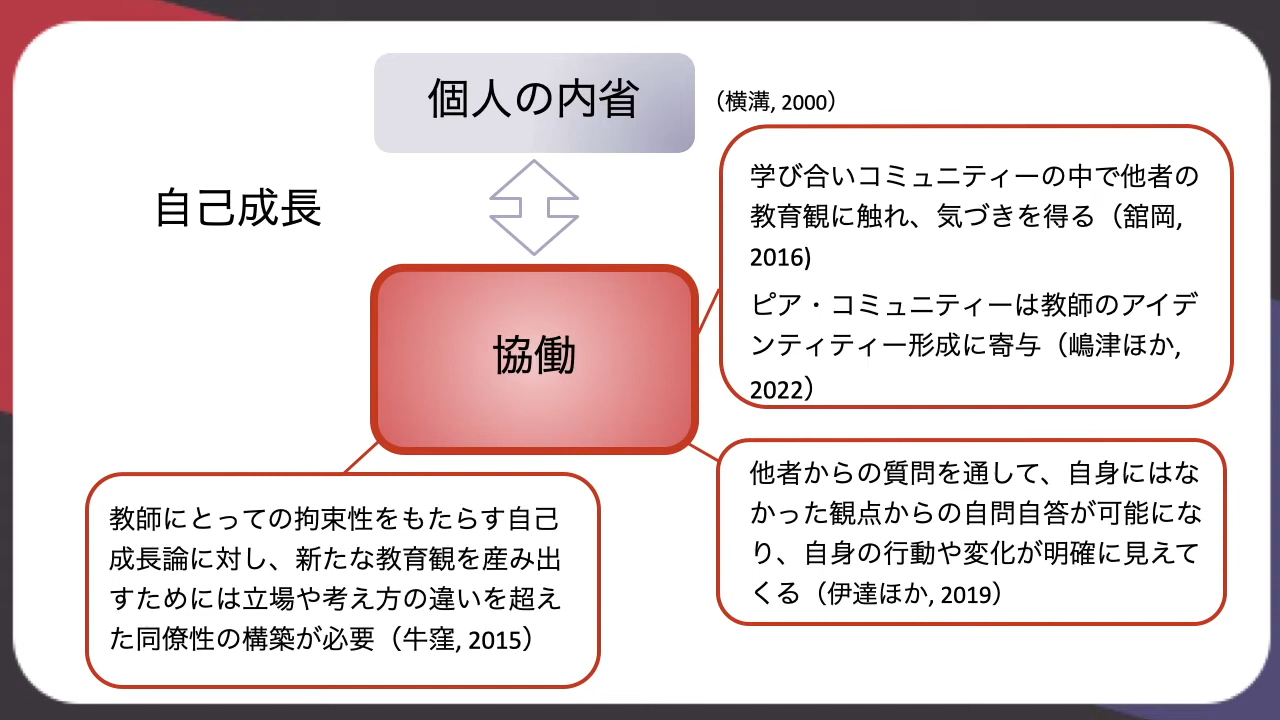 個人の内省
（横溝, 2000）
自己成長
学び合いコミュニティーの中で他者の
教育観に触れ、気づきを得る（舘岡,
2016)
ピア・コミュニティーは教師のアイデ
ンティティー形成に寄与（嶋津ほか,
2022）
協働
他者からの質問を通して、自身にはな
かった観点からの自問自答が可能にな
り、自身の行動や変化が明確に見えて
くる（伊達ほか, 2019）
教師にとっての拘束性をもたらす自己
成長論に対し、新たな教育観を産み出
すためには立場や考え方の違いを超え
た同僚性の構築が必要（牛窪, 2015）